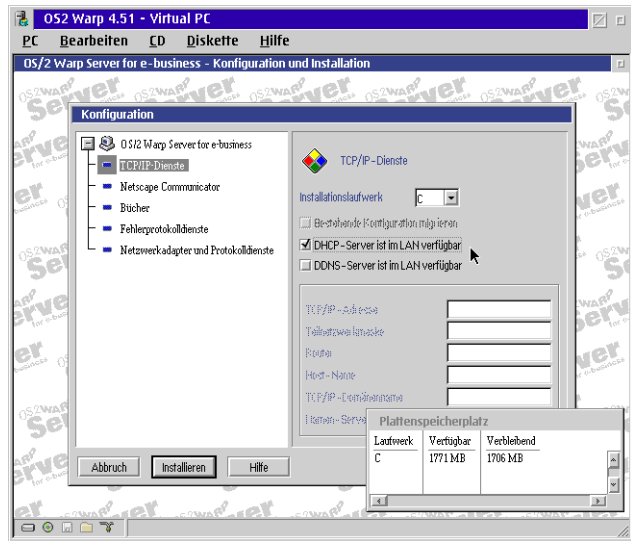 OS2 Warp 4.51 - Virtual PC
PC Bearbeiten CD Diskette Hilfe
OS/2 Warp Server for e-business - Konfiguration und Installation
Konfiguration
OS/2 Warp Server for e-business
TCP/IP-Dienste
Netscape Communicator
Bücher
Fehlerprotokolldienste
Netzwerkadapter und Protokolldienste
TCP/IP-Dienste
Installationslaufwerk C
Bestehende Konfiguration migrieren
DHCP-Server ist im LAN verfügbar
DDNS-Server ist im LAN verfügbar
TCP/IP-Adresse
Teilnetzwerkmaske
Router
Host-Name
TCP/IP-Domänenname
Namen-Serve
Plattenspeicherplatz
Laufwerk Verfügbar Verbleibend
C 1771 MB 1706 MB
Abbruch Installieren Hilfe